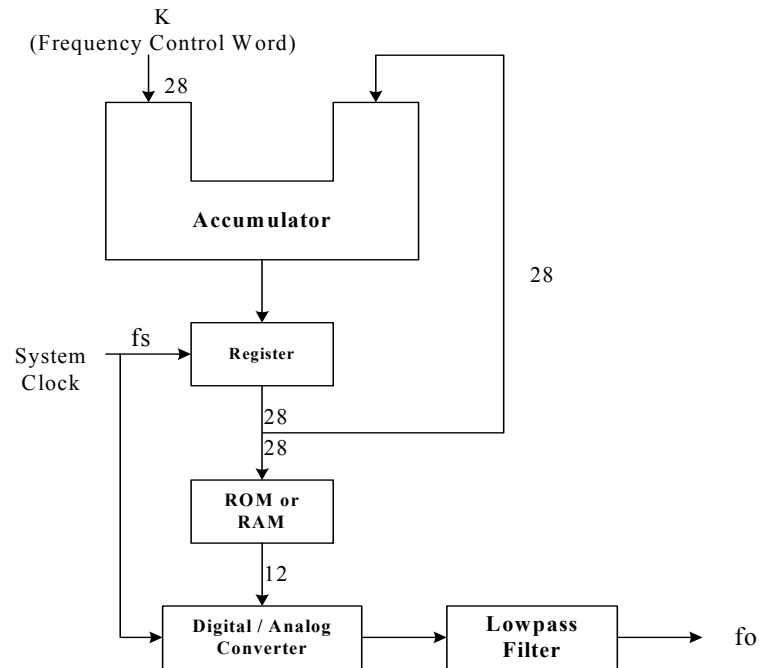 K
(Frequency Control Word)
28
Accumulator
28
fs
System
Clock
Register
28
28
ROM or
RAM
12
Digital / Analog
Converter
Lowpass
Filter
fo